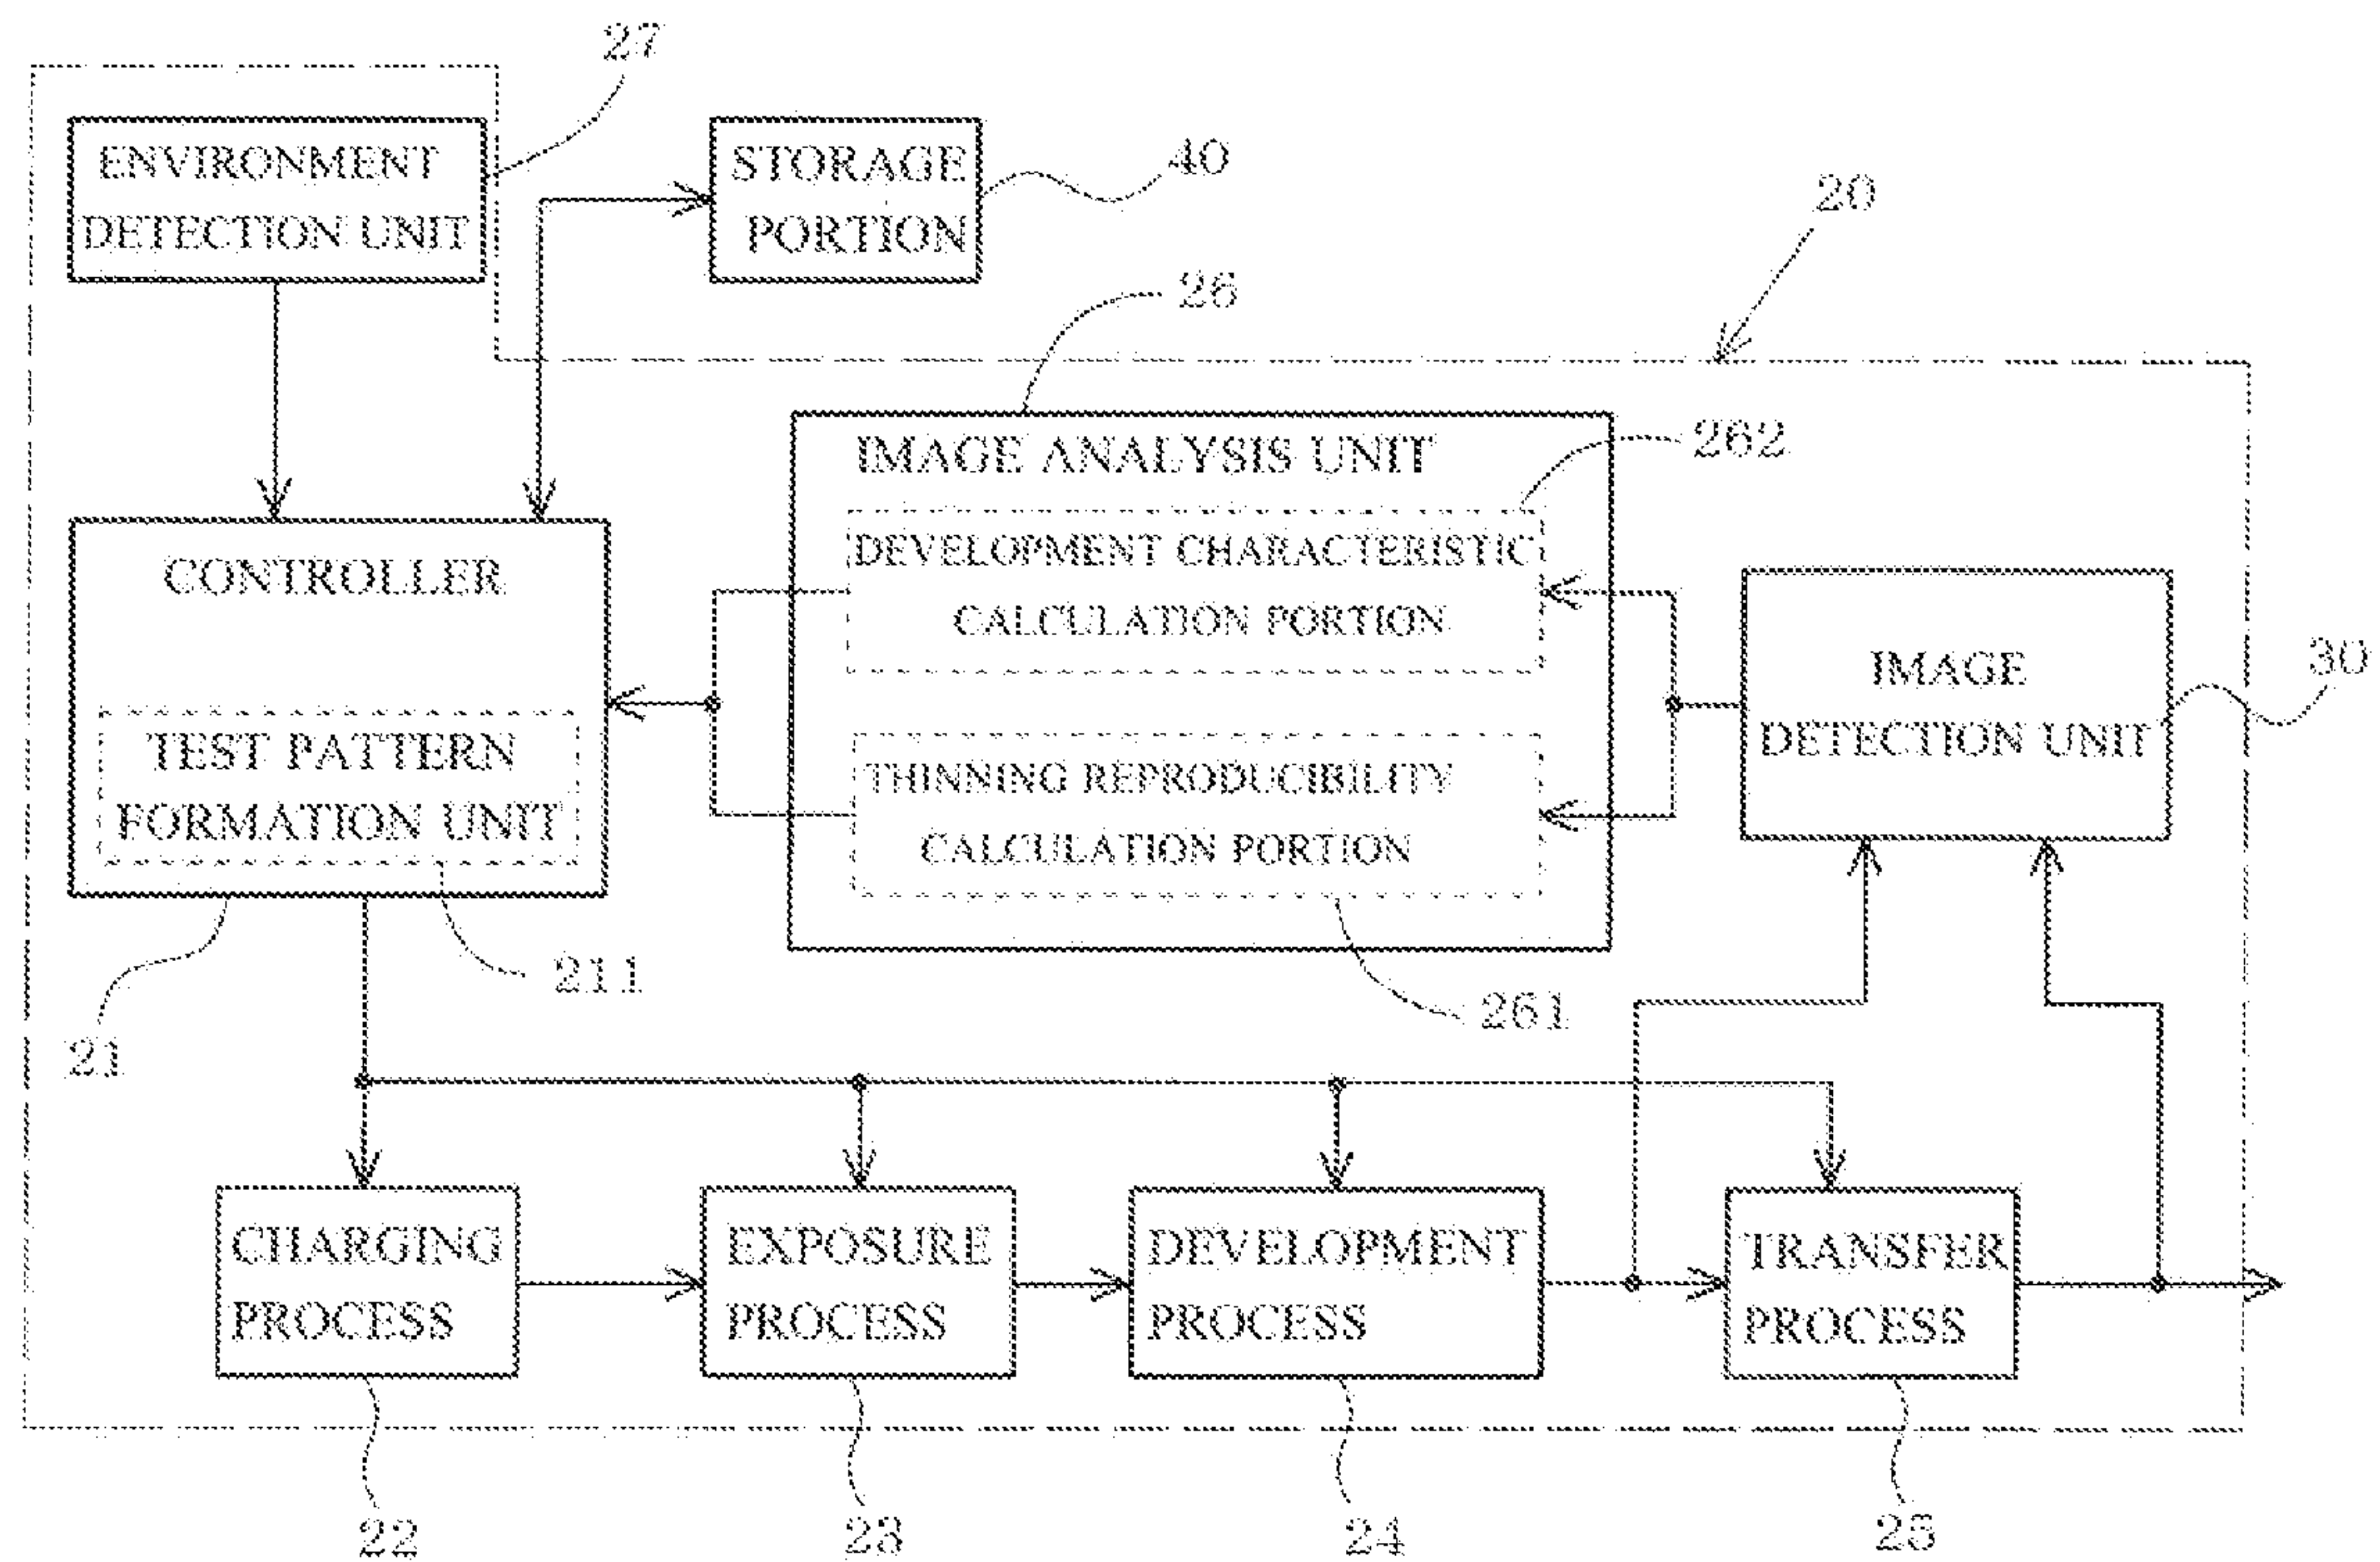 27
ENVIRONMENT
DETECTION UNIT
STORAGE
PORTION
40
20
26
IMAGE ANALYSIS UNIT
262
DEVELOPMENT CHARACTERISTIC
CALCULATION PORTION
CONTROLLER
IMAGE
DETECTION UNIT
30
TEST PATTERN
FORMATION UNIT
THINNING REPRODUCIBILITY
CALCULATION PORTION
21
211
261
CHARGING
PROCESS
EXPOSURE
PROCESS
DEVELOPMENT
PROCESS
TRANSFER
PROCESS
22
23
24
25